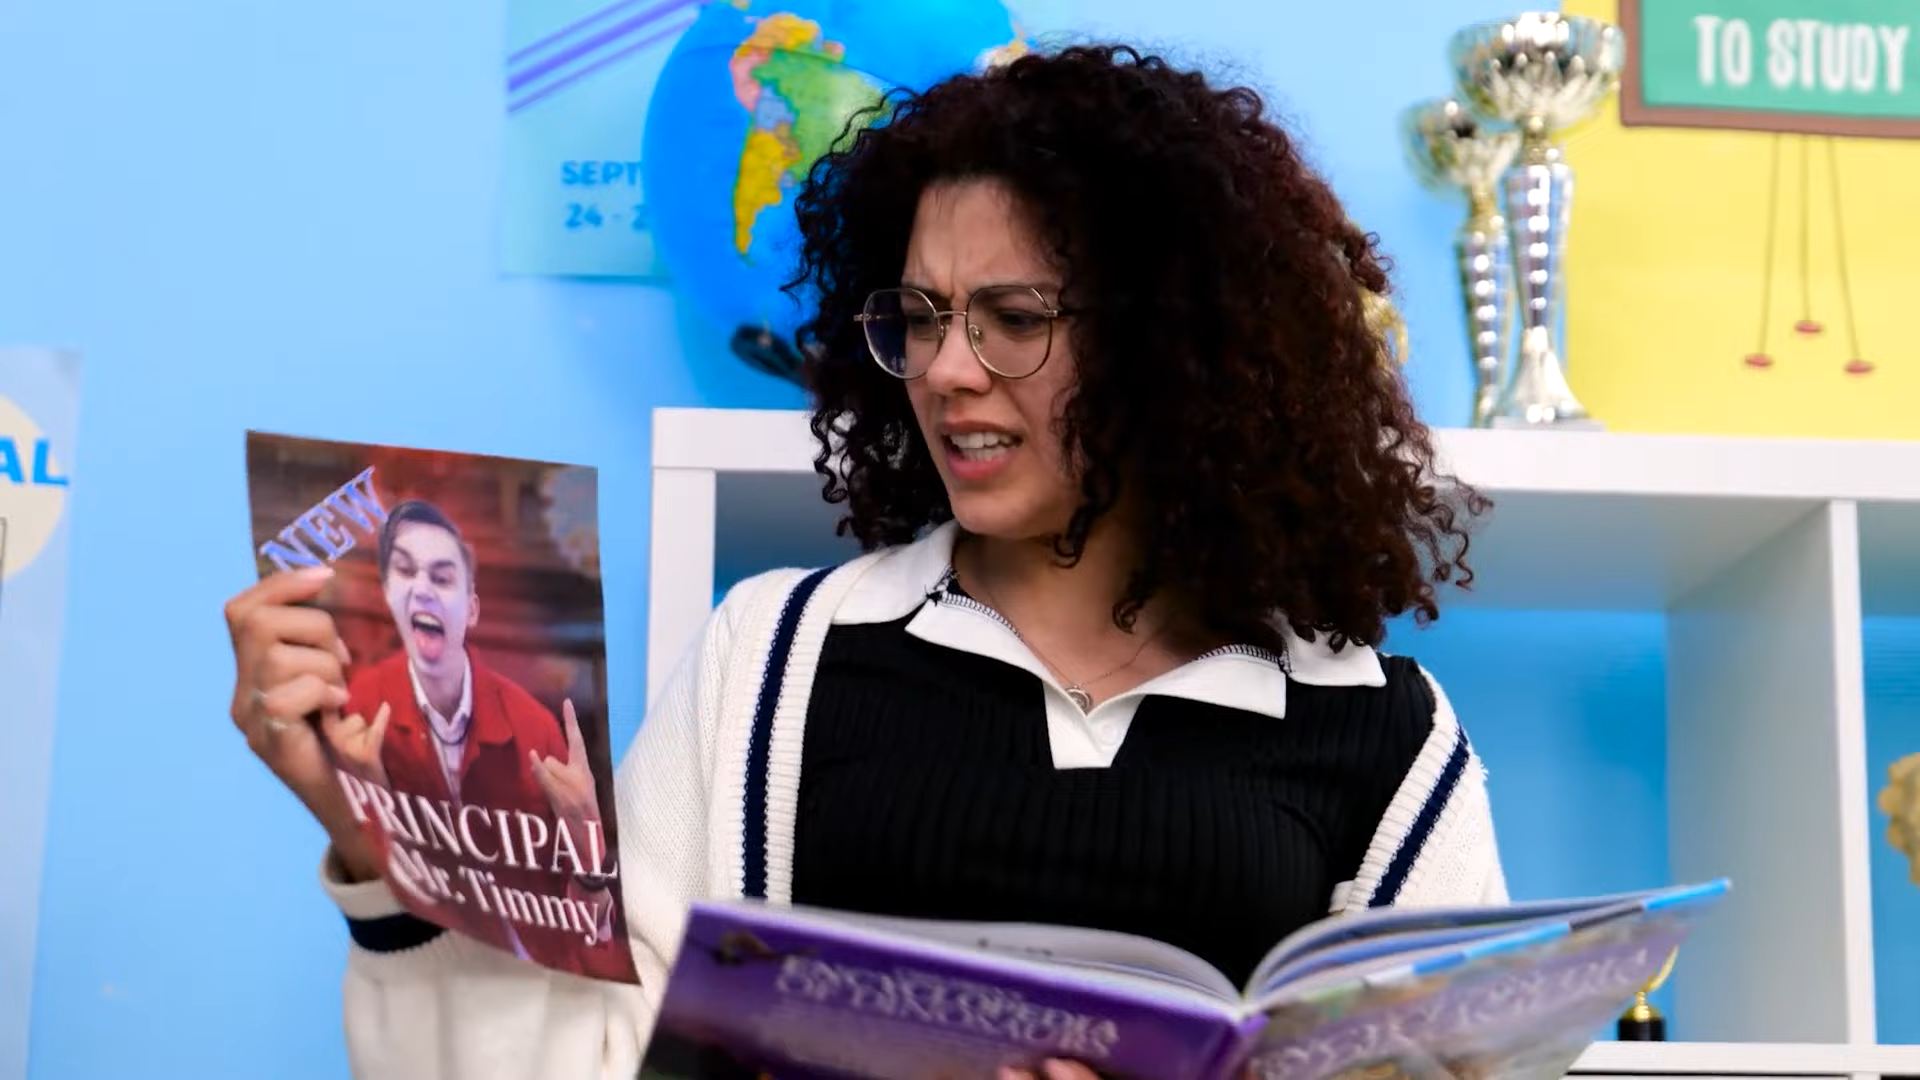 TO STUDY
SEPT
24 - 2
AL
NEW
PRINCIPAL
Mr. Timmy
ENCYCLOPEDIA
OF DINOSAURS